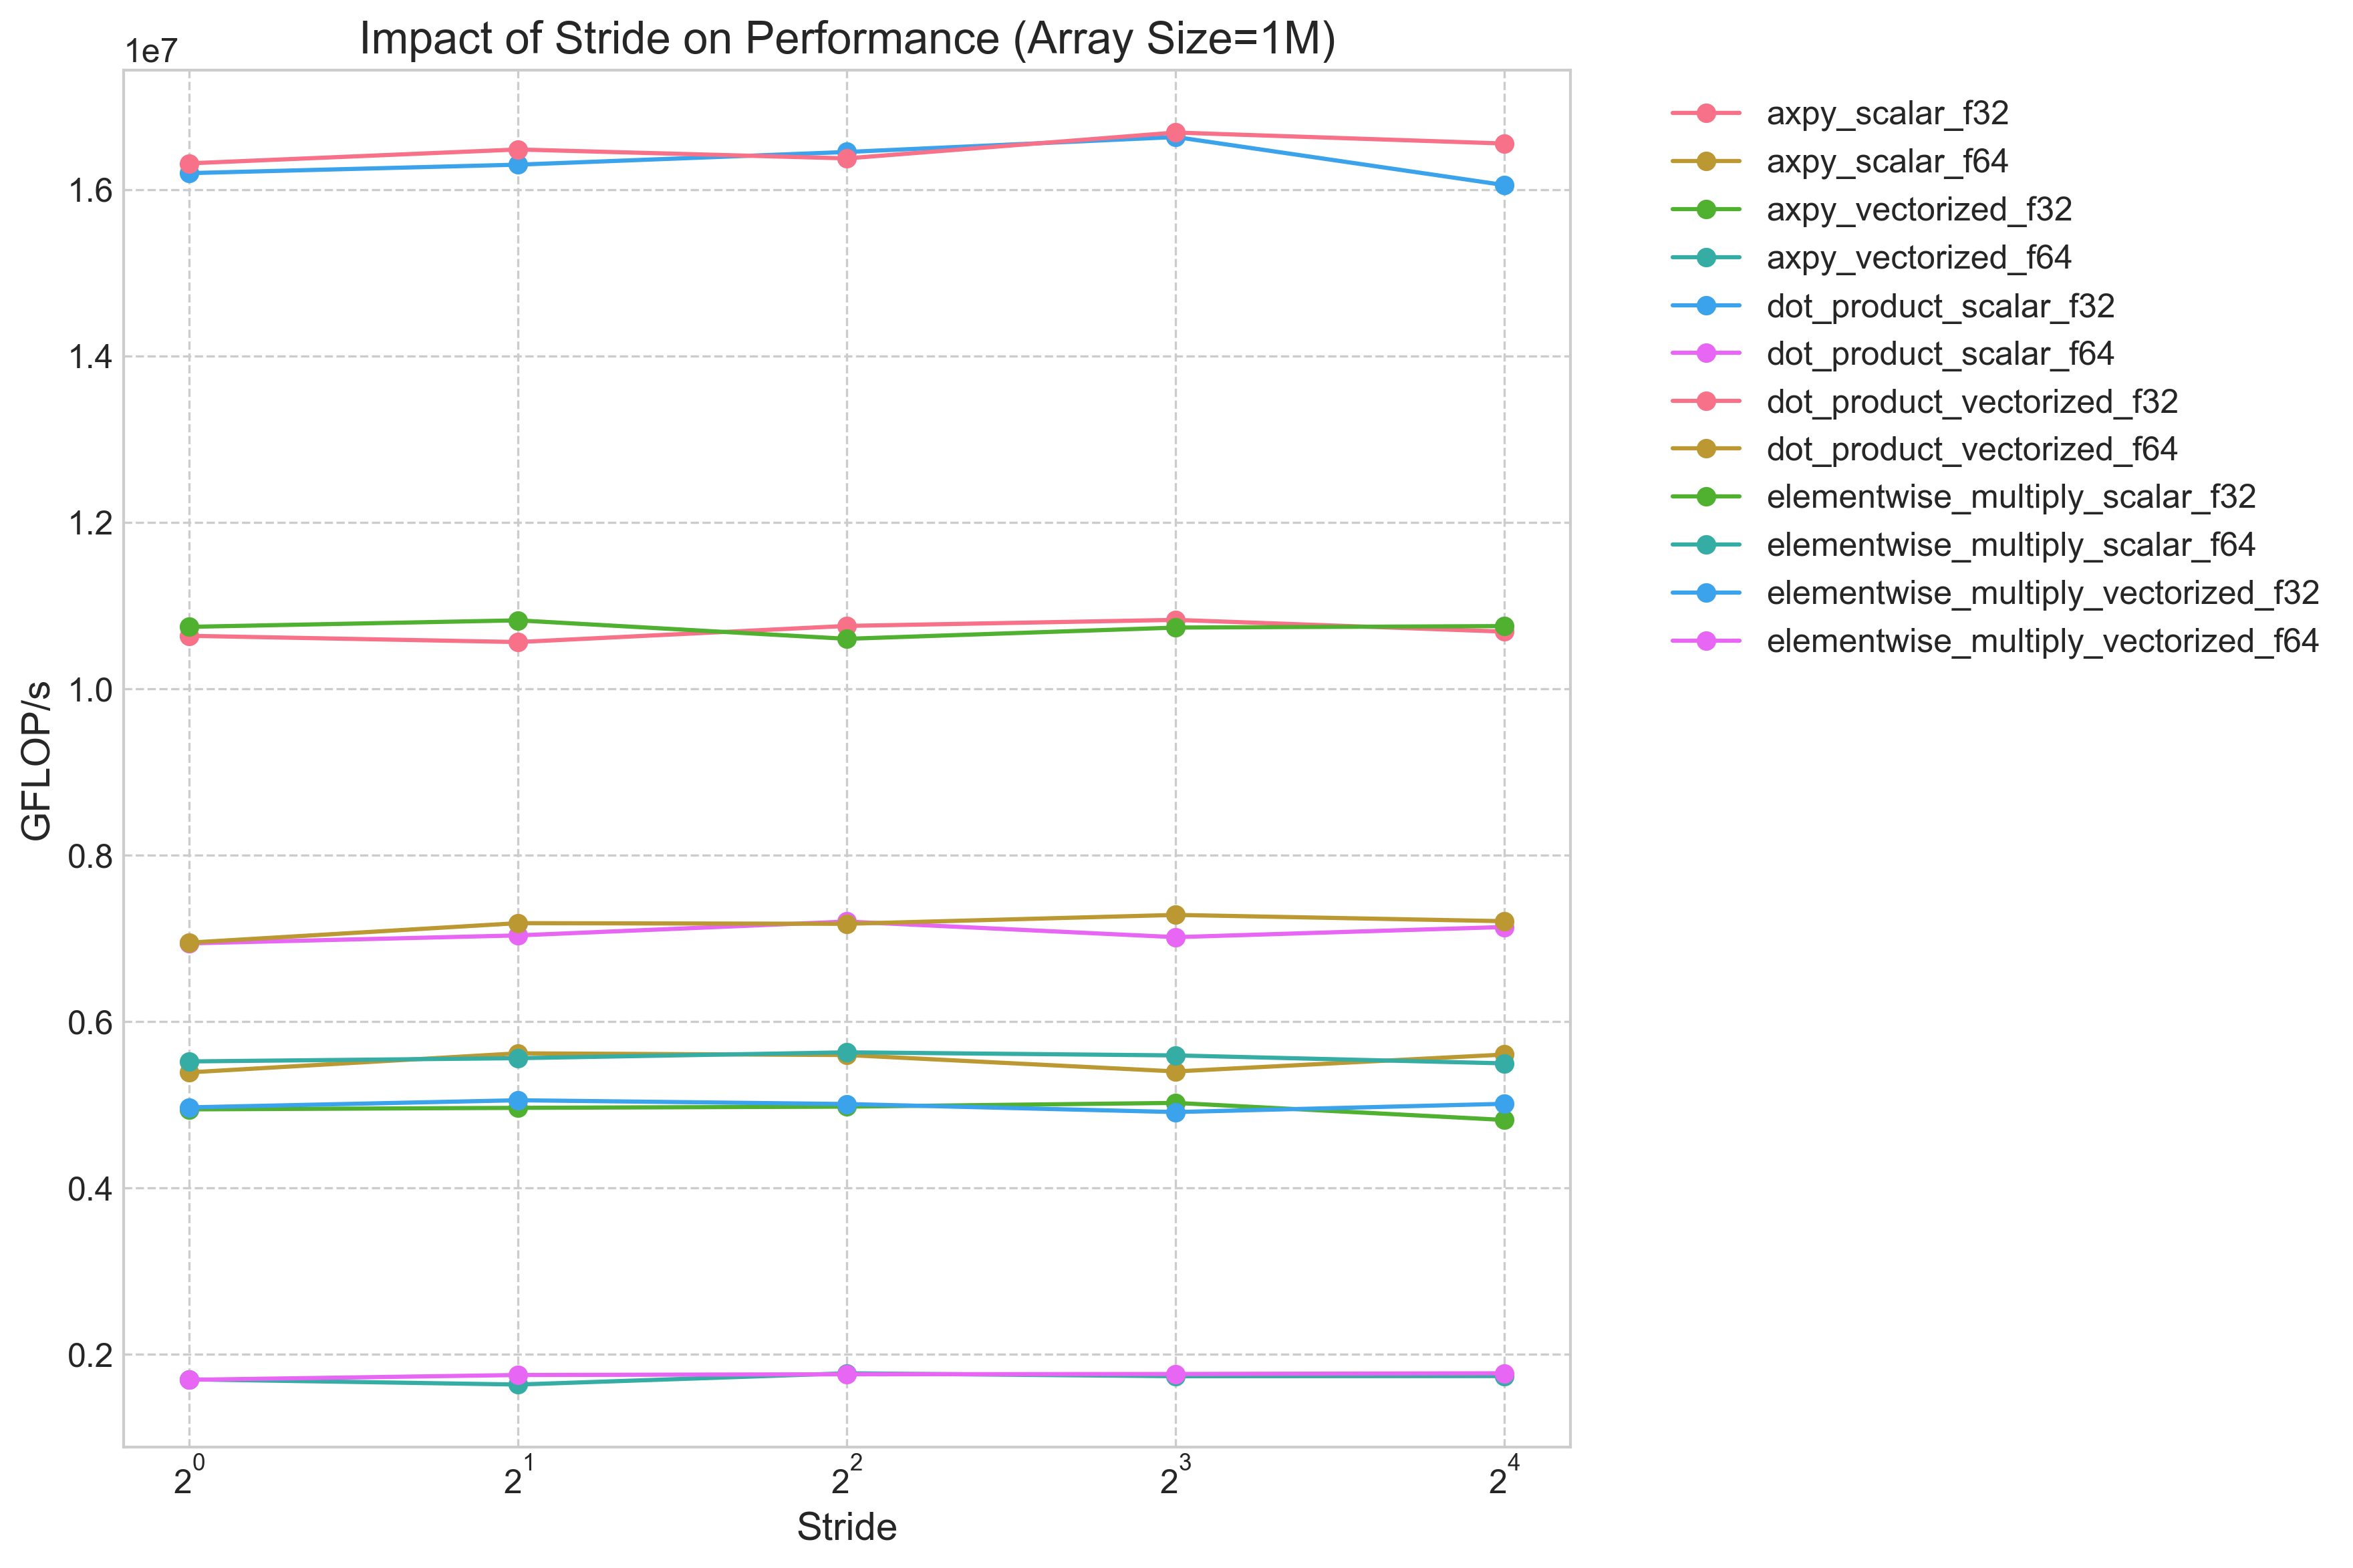 Impact of Stride on Performance (Array Size=1M)
1e7
1.6
1.4
1.2
1.0
0.8
0.6
0.4
0.2
GFLOP/s
2^0 2^1 2^2 2^3 2^4
Stride
axpy_scalar_f32
axpy_scalar_f64
axpy_vectorized_f32
axpy_vectorized_f64
dot_product_scalar_f32
dot_product_scalar_f64
dot_product_vectorized_f32
dot_product_vectorized_f64
elementwise_multiply_scalar_f32
elementwise_multiply_scalar_f64
elementwise_multiply_vectorized_f32
elementwise_multiply_vectorized_f64